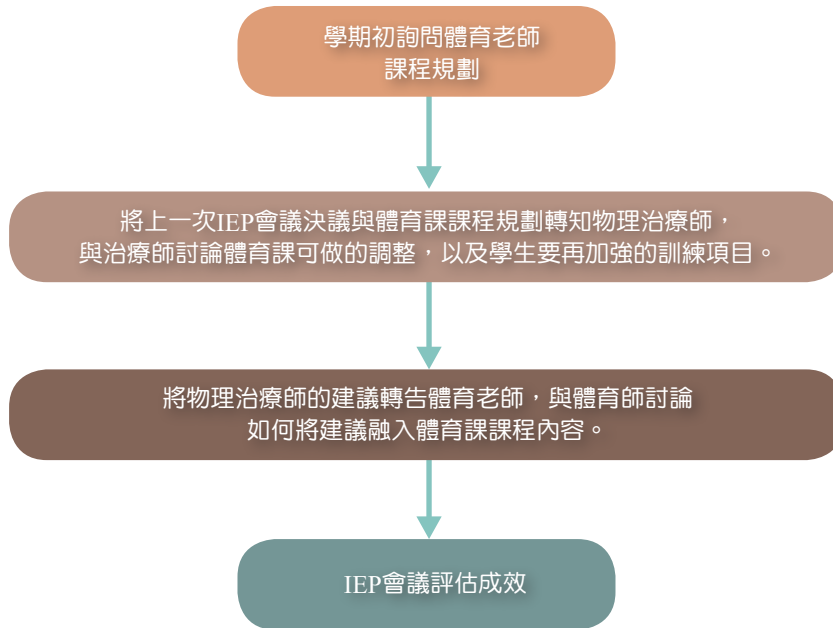 學期初詢問體育老師
課程規劃
將上一次IEP會議決議與體育課課程規劃轉知物理治療師，
與治療師討論體育課可做的調整，以及學生要再加強的訓練項目。
將物理治療師的建議轉告體育老師，與體育師討論
如何將建議融入體育課課程內容。
IEP會議評估成效